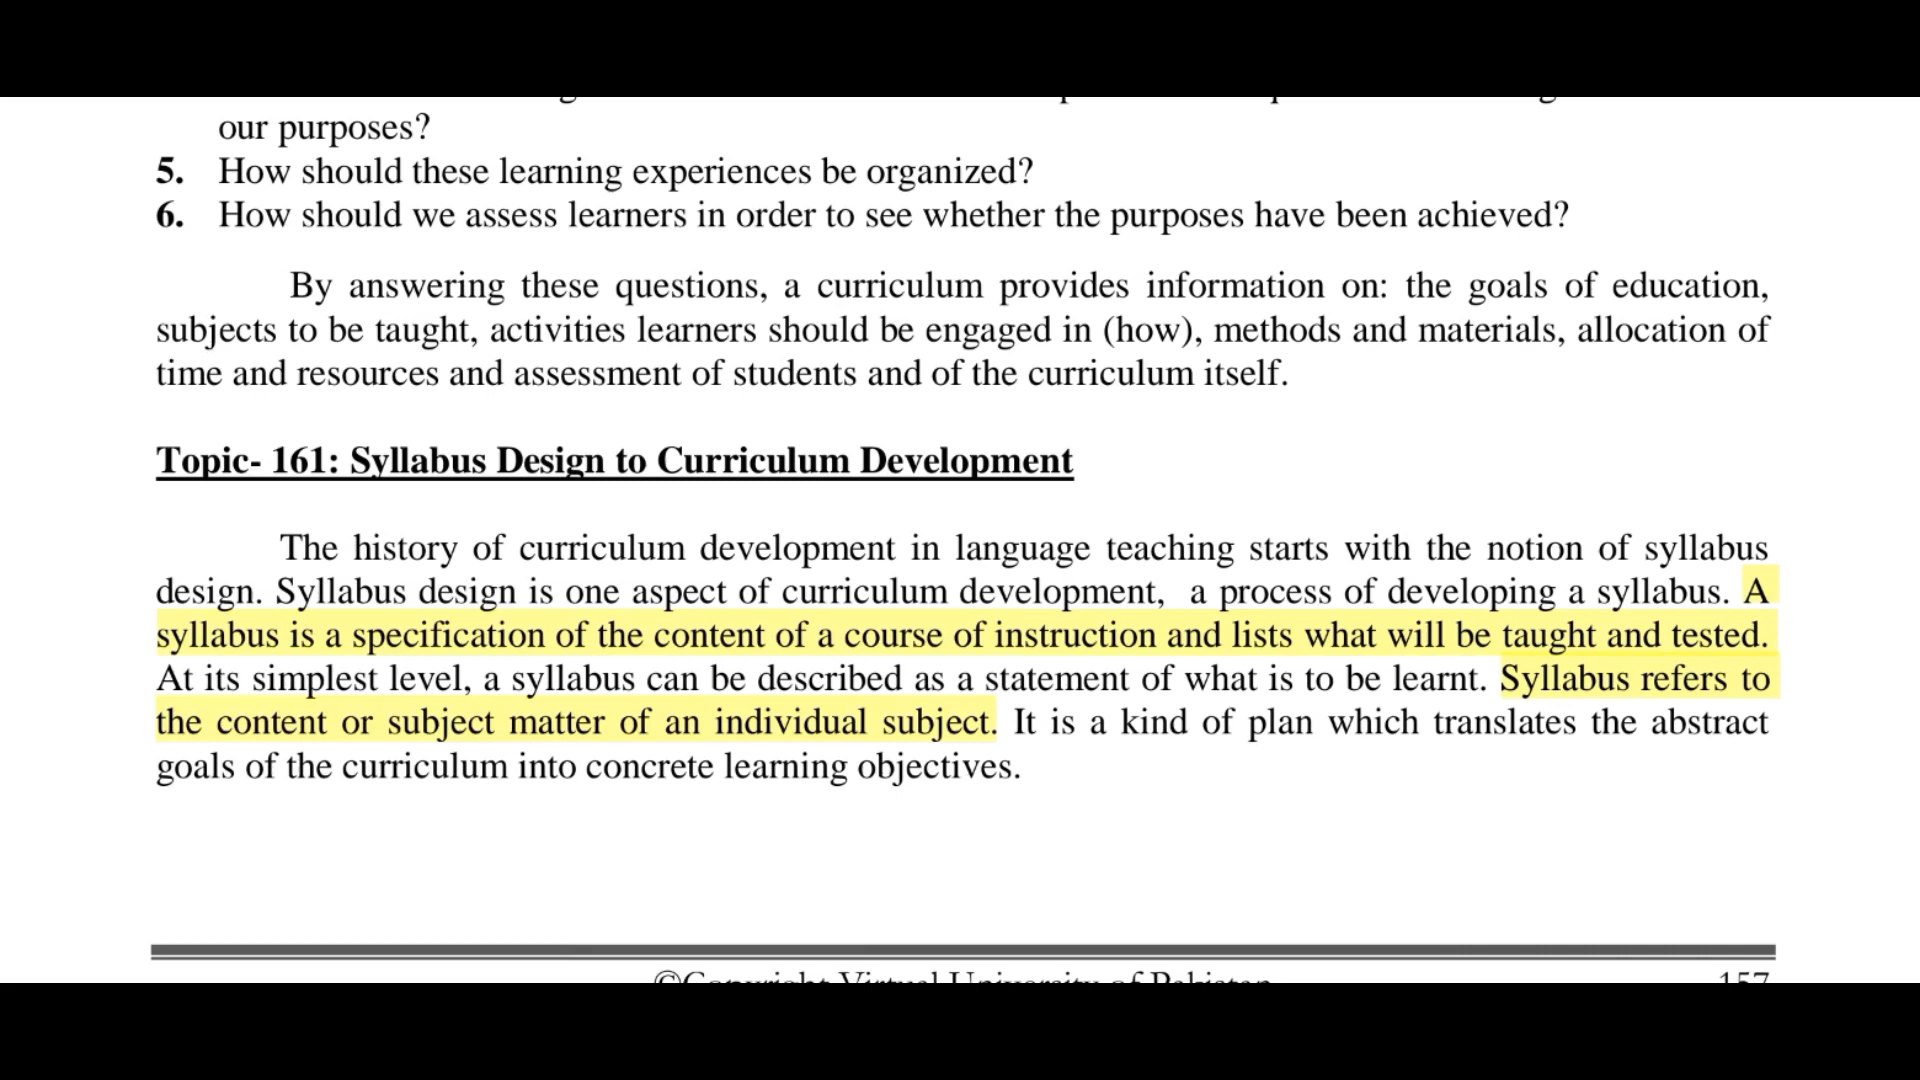 our purposes?
5. How should these learning experiences be organized?
6. How should we assess learners in order to see whether the purposes have been achieved?
By answering these questions, a curriculum provides information on: the goals of education,
subjects to be taught, activities learners should be engaged in (how), methods and materials, allocation of
time and resources and assessment of students and of the curriculum itself.
Topic- 161: Syllabus Design to Curriculum Development
The history of curriculum development in language teaching starts with the notion of syllabus
design. Syllabus design is one aspect of curriculum development, a process of developing a syllabus. A
syllabus is a specification of the content of a course of instruction and lists what will be taught and tested.
At its simplest level, a syllabus can be described as a statement of what is to be learnt. Syllabus refers to
the content or subject matter of an individual subject. It is a kind of plan which translates the abstract
goals of the curriculum into concrete learning objectives.
©Copyright Virtual University of Pakistan 157